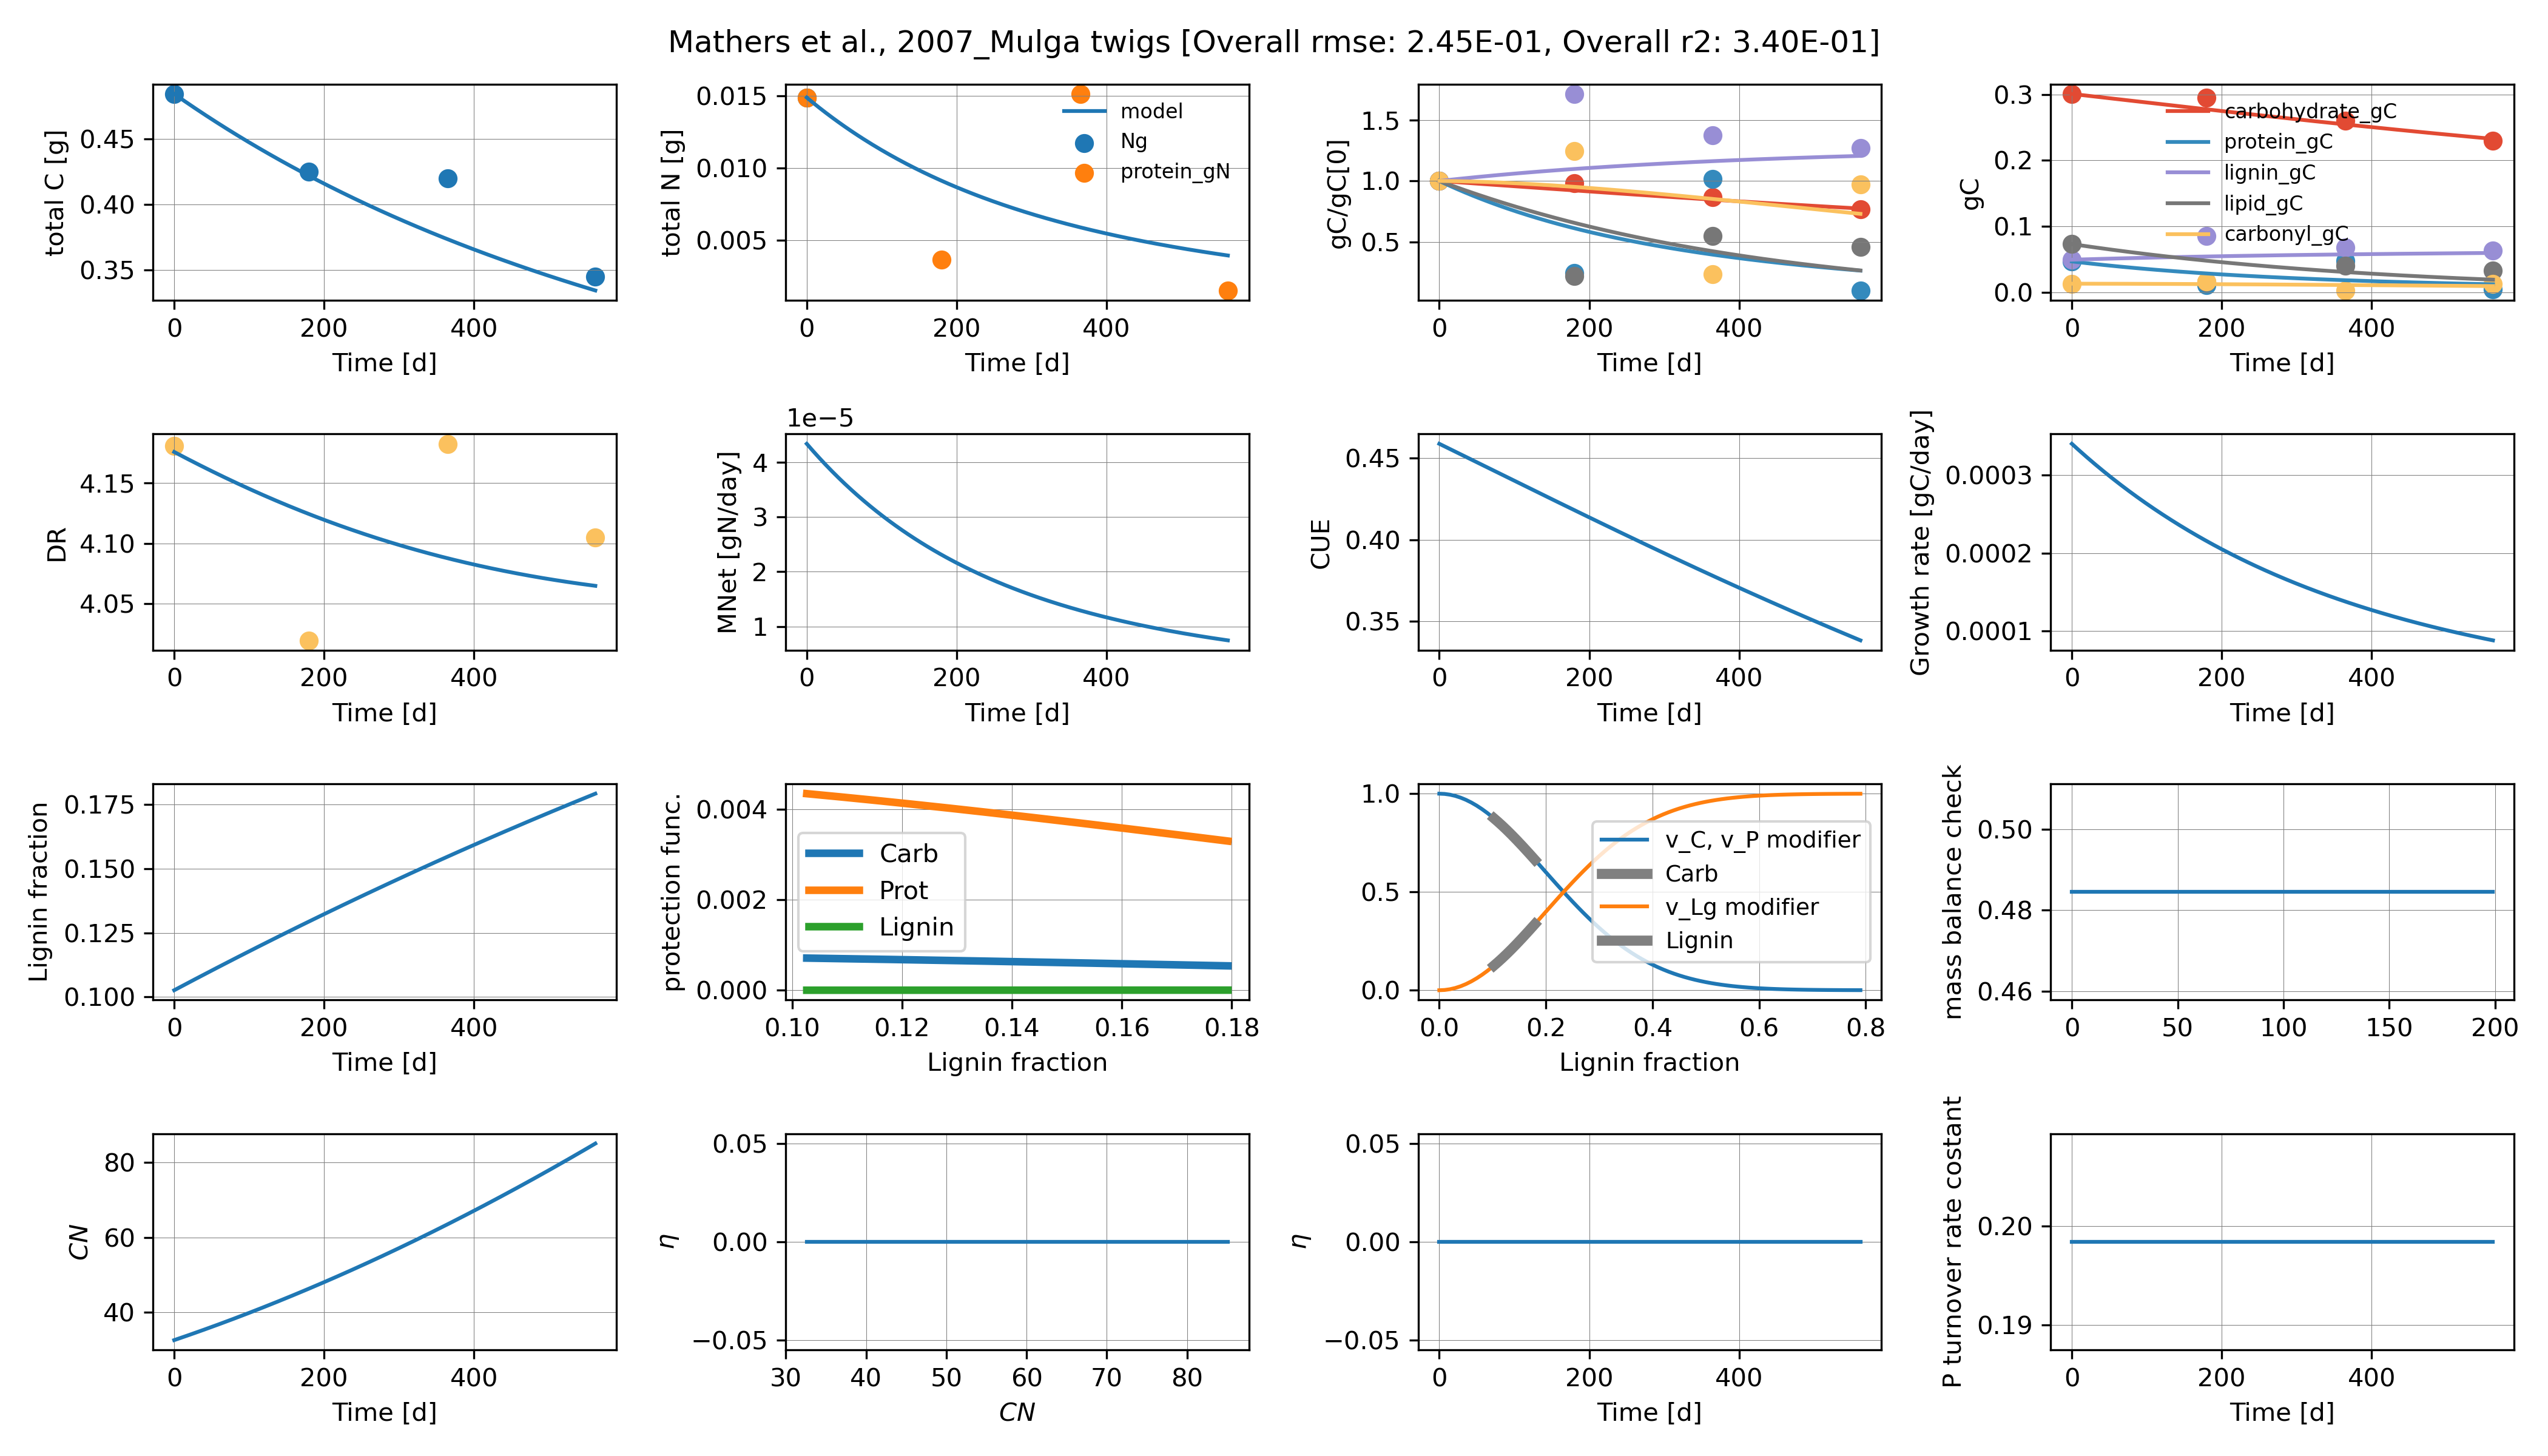 Mathers et al., 2007_Mulga twigs [Overall rmse: 2.45E-01, Overall r2: 3.40E-01]
total C [g]
0.45
0.40
0.35
0 200 400
Time [d]
total N [g]
0.015
0.010
0.005
model
Ng
protein_gN
0 200 400
Time [d]
gC/gC[0]
1.5
1.0
0.5
0 200 400
Time [d]
gC
0.3
0.2
0.1
0.0
carbohydrate_gC
protein_gC
lignin_gC
lipid_gC
carbonyl_gC
0 200 400
Time [d]
DR
4.15
4.10
4.05
0 200 400
Time [d]
1e−5
MNet [gN/day]
4
3
2
1
0 200 400
Time [d]
CUE
0.45
0.40
0.35
0 200 400
Time [d]
Growth rate [gC/day]
0.0003
0.0002
0.0001
0 200 400
Time [d]
Lignin fraction
0.175
0.150
0.125
0.100
0 200 400
Time [d]
protection func.
0.004
0.002
0.000
Carb
Prot
Lignin
0.10 0.12 0.14 0.16 0.18
Lignin fraction
1.0
0.5
0.0
v_C, v_P modifier
Carb
v_Lg modifier
Lignin
0.0 0.2 0.4 0.6 0.8
Lignin fraction
mass balance check
0.50
0.48
0.46
0 50 100 150 200
CN
80
60
40
0 200 400
Time [d]
η
0.05
0.00
−0.05
30 40 50 60 70 80
CN
η
0.05
0.00
−0.05
0 200 400
Time [d]
P turnover rate costant
0.20
0.19
0 200 400
Time [d]